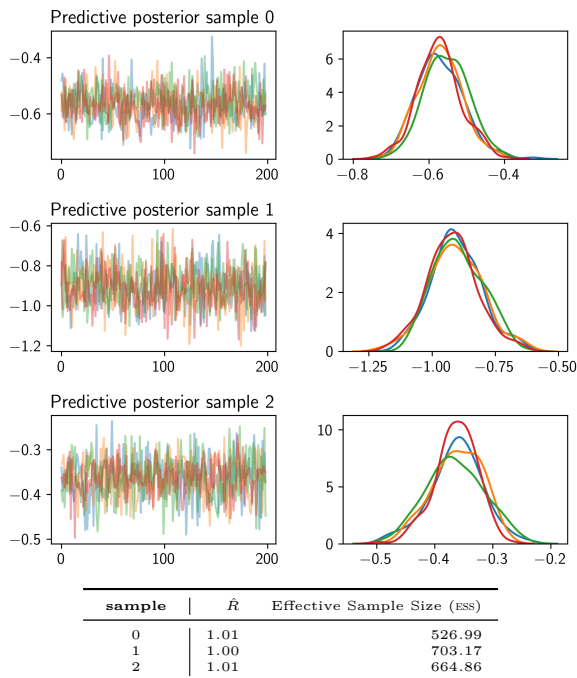 Predictive posterior sample 0
−0.4
−0.6
0 100 200
6
4
2
0
−0.8 −0.6 −0.4
Predictive posterior sample 1
−0.6
−0.8
−1.0
−1.2
0 100 200
4
2
0
−1.25 −1.00 −0.75 −0.50
Predictive posterior sample 2
−0.3
−0.4
−0.5
0 100 200
10
5
0
−0.5 −0.4 −0.3 −0.2
sample R̂ Effective Sample Size (ESS)
0 1.01 526.99
1 1.00 703.17
2 1.01 664.86